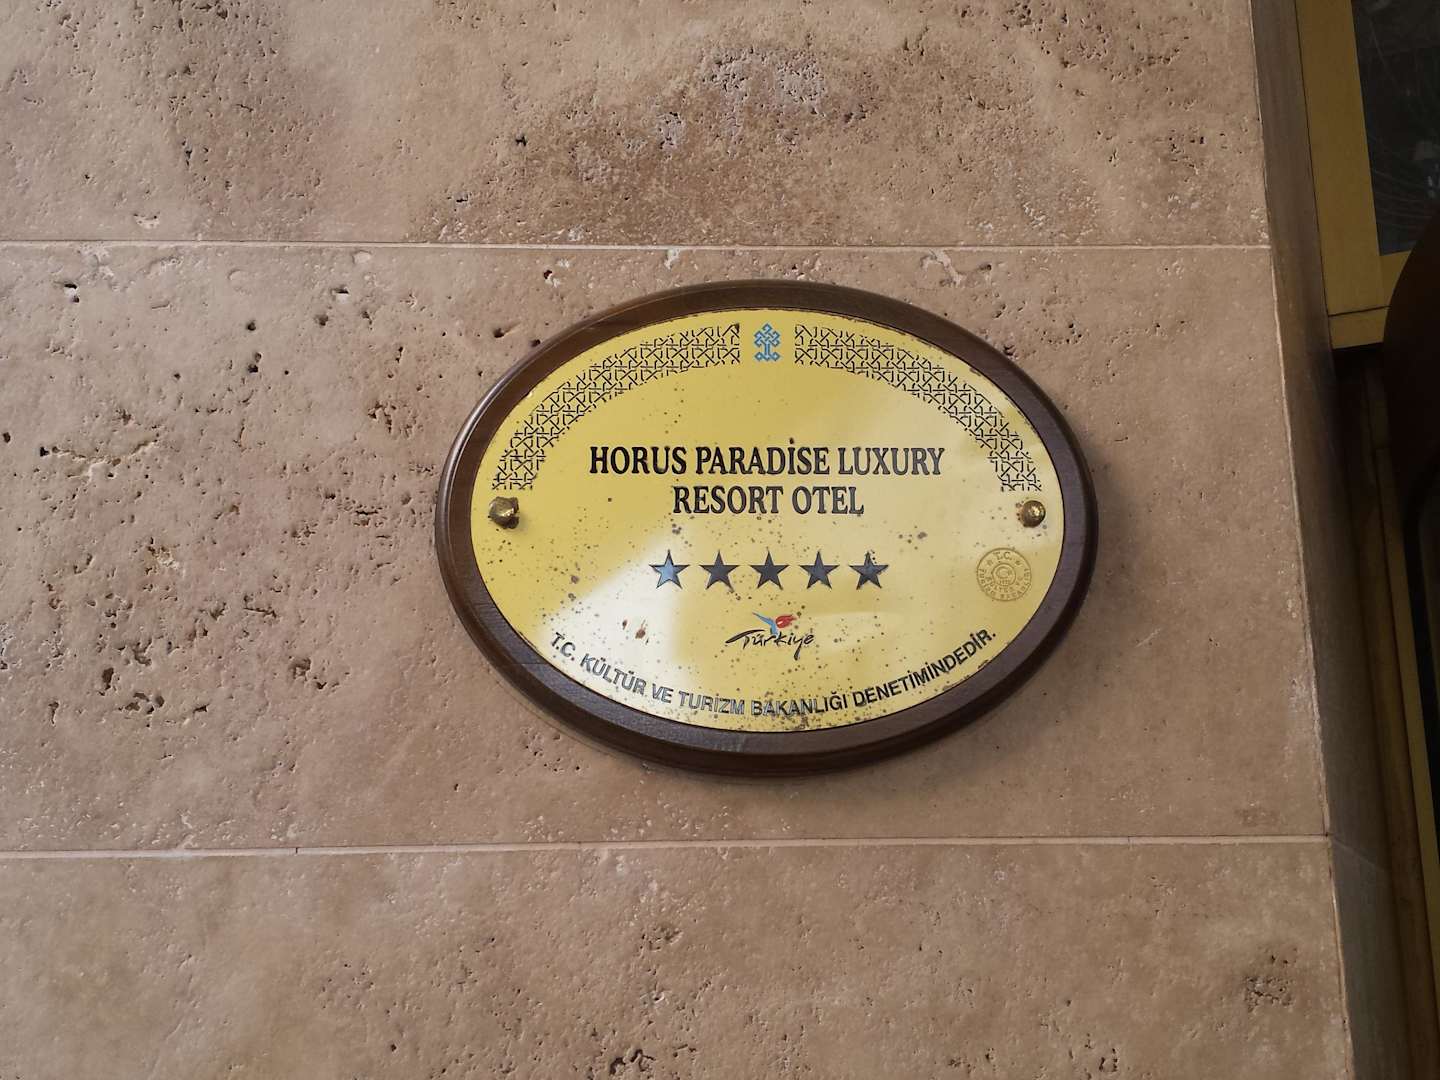 HORUS PARADİSE LUXURY
RESORT OTEL
Türkiye
T.C. KÜLTÜR VE TURİZM BAKANLIĞI DENETİMİNDEDİR.
T.C.